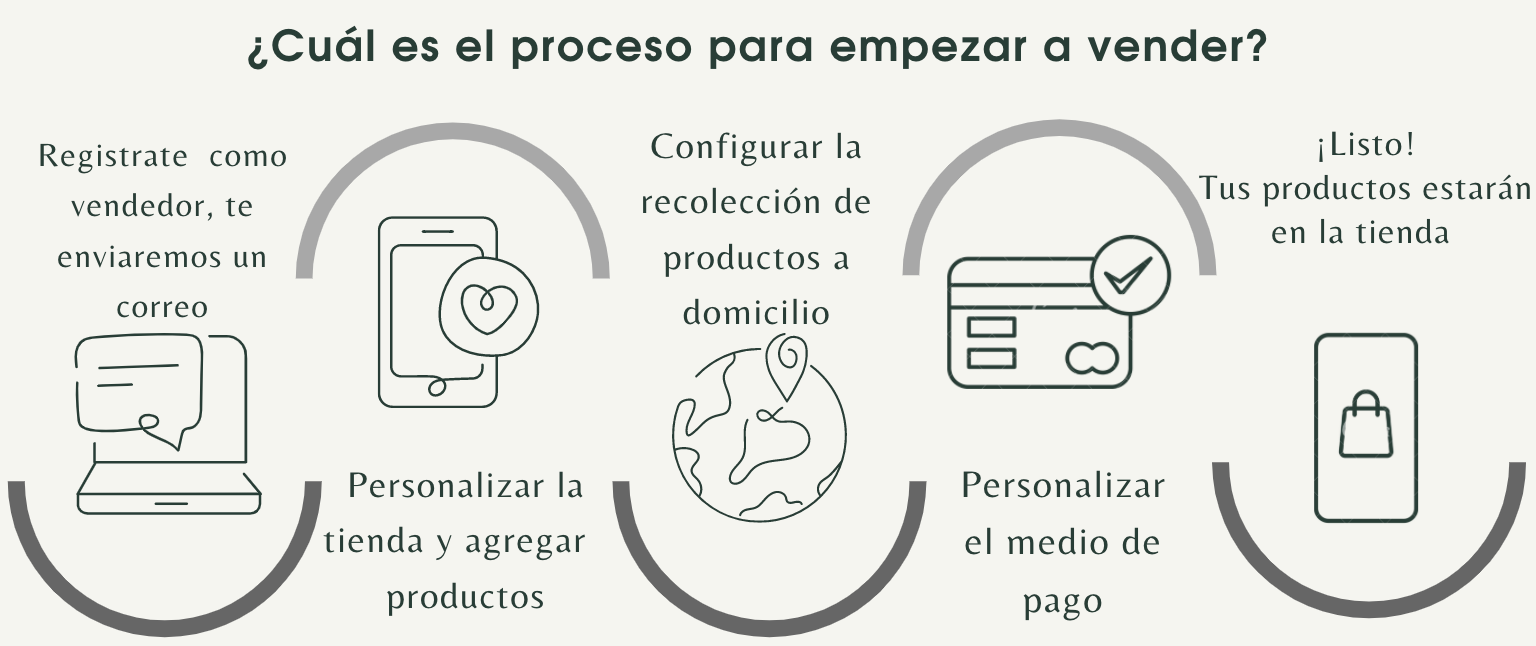 ¿Cuál es el proceso para empezar a vender?
Registrate como
vendedor, te
enviaremos un
correo
Personalizar la
tienda y agregar
productos
Configurar la
recolección de
productos a
domicilio
Personalizar
el medio de
pago
¡Listo!
Tus productos estarán
en la tienda